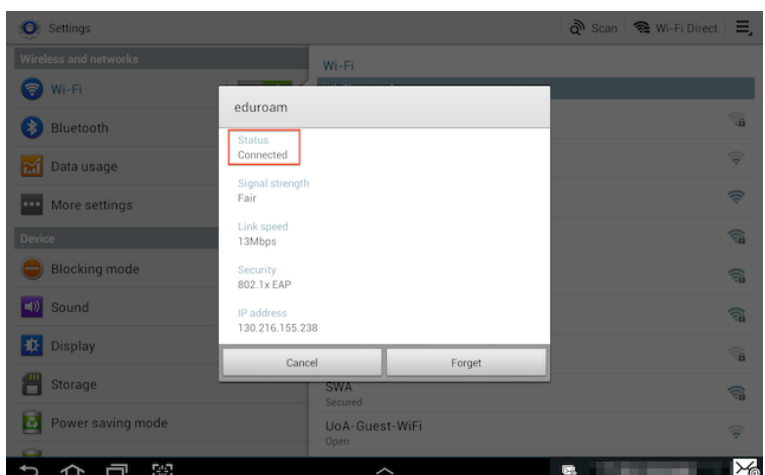 Settings
Scan
Wi-Fi Direct
Wireless and networks
Wi-Fi
Wi-Fi
Bluetooth
Data usage
More settings
Device
Blocking mode
Sound
Display
Storage
Power saving mode
eduroam
Status
Connected
Signal strength
Fair
Link speed
13Mbps
Security
802.1x EAP
IP address
130.216.155.238
Cancel
Forget
SWA
Secured
UoA-Guest-WiFi
Open